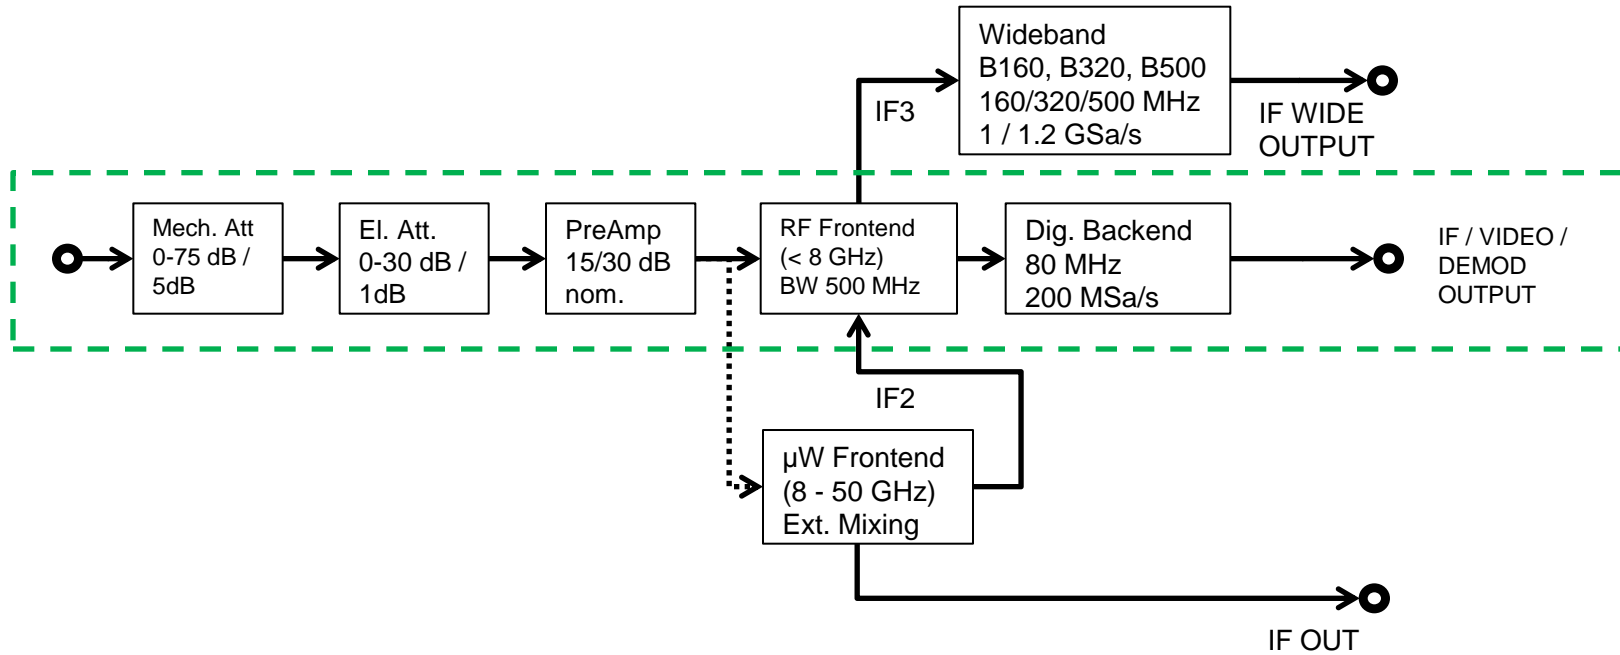 Wideband
B160, B320, B500
160/320/500 MHz
1 / 1.2 GSa/s
IF3
IF WIDE
OUTPUT
Mech. Att
0-75 dB /
5dB
El. Att.
0-30 dB /
1dB
PreAmp
15/30 dB
nom.
RF Frontend
(< 8 GHz)
BW 500 MHz
Dig. Backend
80 MHz
200 MSa/s
IF / VIDEO /
DEMOD
OUTPUT
IF2
µW Frontend
(8 - 50 GHz)
Ext. Mixing
IF OUT